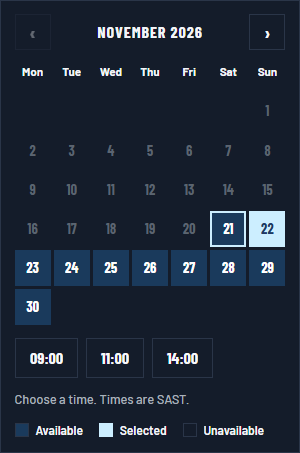 ‹ NOVEMBER 2026 ›
Mon Tue Wed Thu Fri Sat Sun
1
2 3 4 5 6 7 8
9 10 11 12 13 14 15
16 17 18 19 20 21 22
23 24 25 26 27 28 29
30
09:00 11:00 14:00
Choose a time. Times are SAST.
Available Selected Unavailable